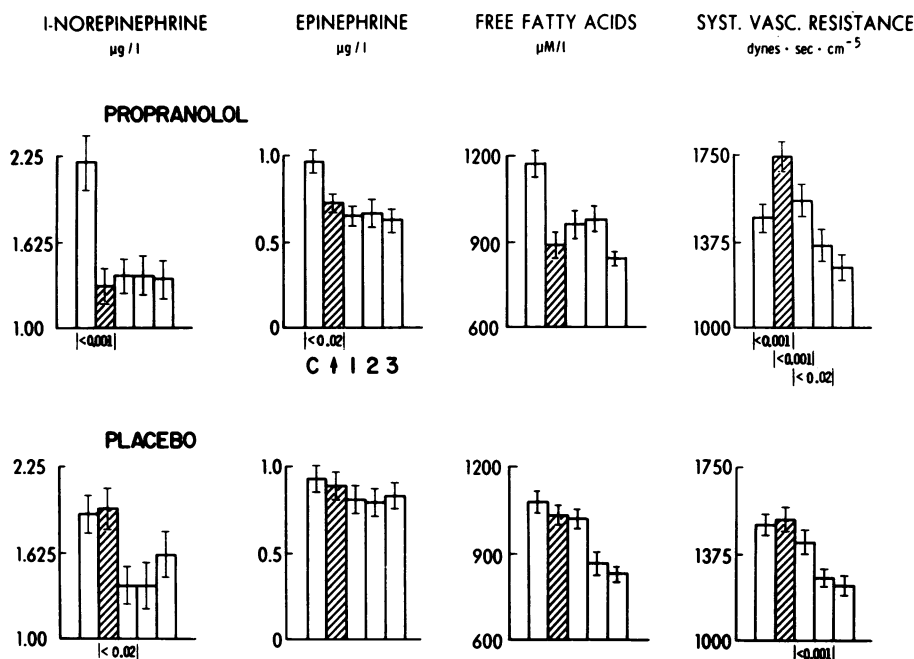 l-NOREPINEPHRINE EPINEPHRINE FREE FATTY ACIDS SYST. VASC. RESISTANCE
µg/l µg/l µM/l dynes · sec · cm⁻⁵
PROPRANOLOL
2.25 1.0 1200 1750
1.625 0.5 900 1375
1.00 0 600 1000
<0.001 <0.02 <0.001
C 1 2 3 <0.001
<0.02
PLACEBO
2.25 1.0 1200 1750
1.625 0.5 900 1375
1.00 0 600 1000
<0.02 <0.001